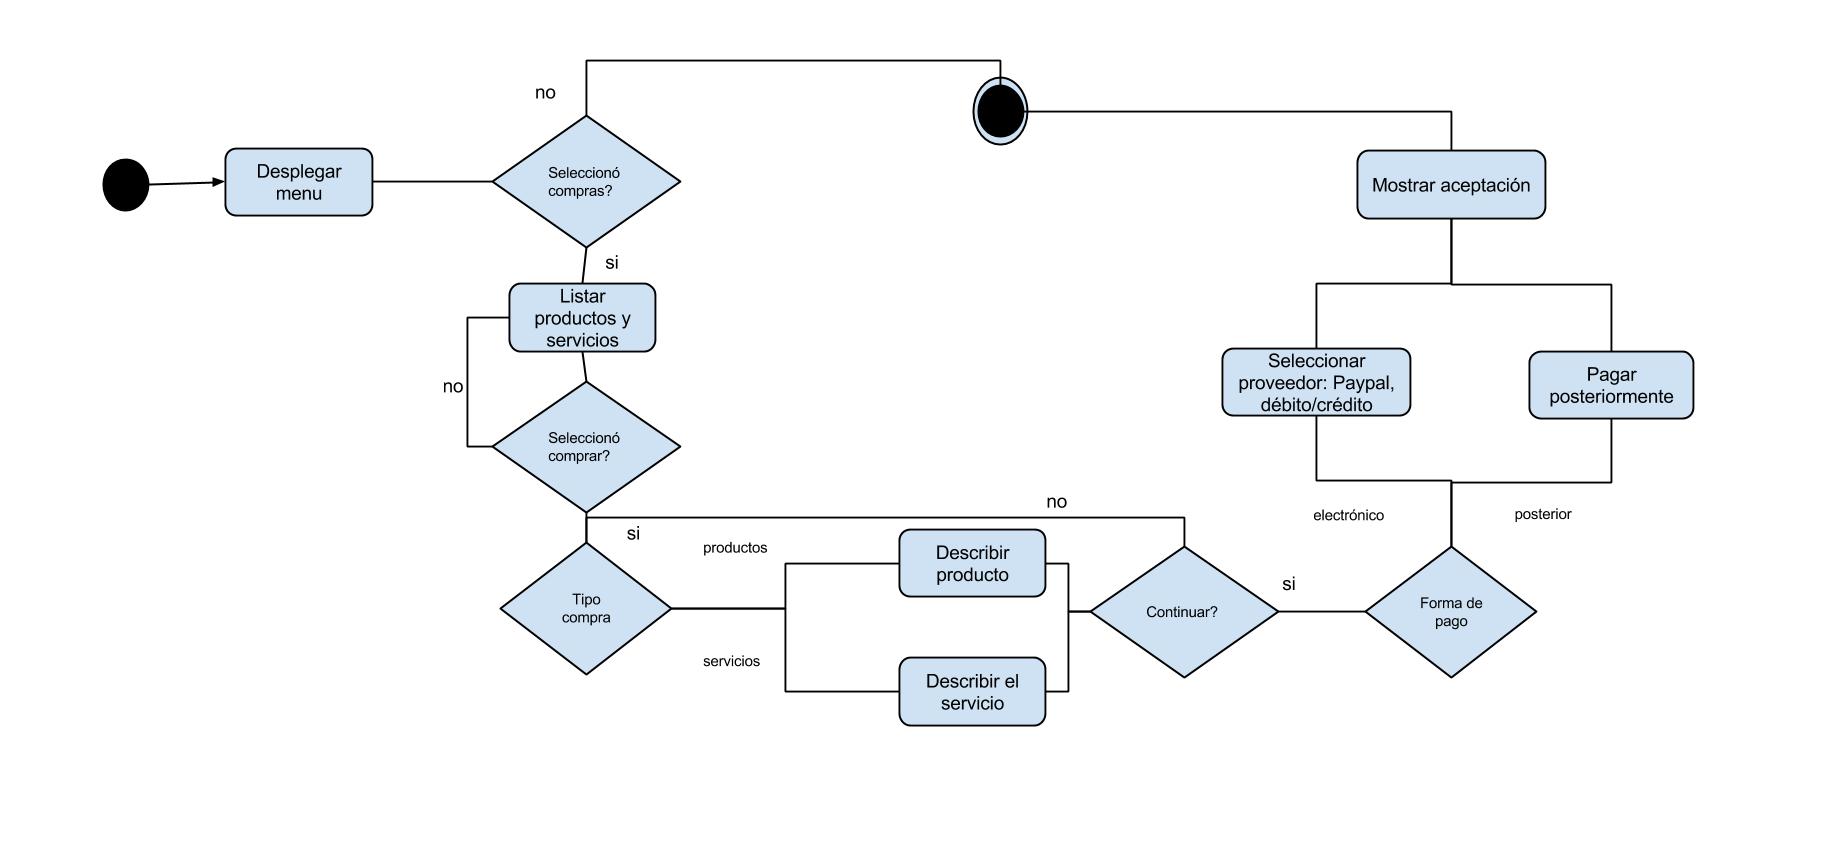 no
Desplegar
menu
Seleccionó
compras?
Mostrar aceptación
si
Listar
productos y
servicios
no
Seleccionar
proveedor: Paypal,
débito/crédito
Pagar
posteriormente
Seleccionó
comprar?
no
electrónico
posterior
si
productos
Describir
producto
si
Tipo
compra
Continuar?
Forma de
pago
servicios
Describir el
servicio